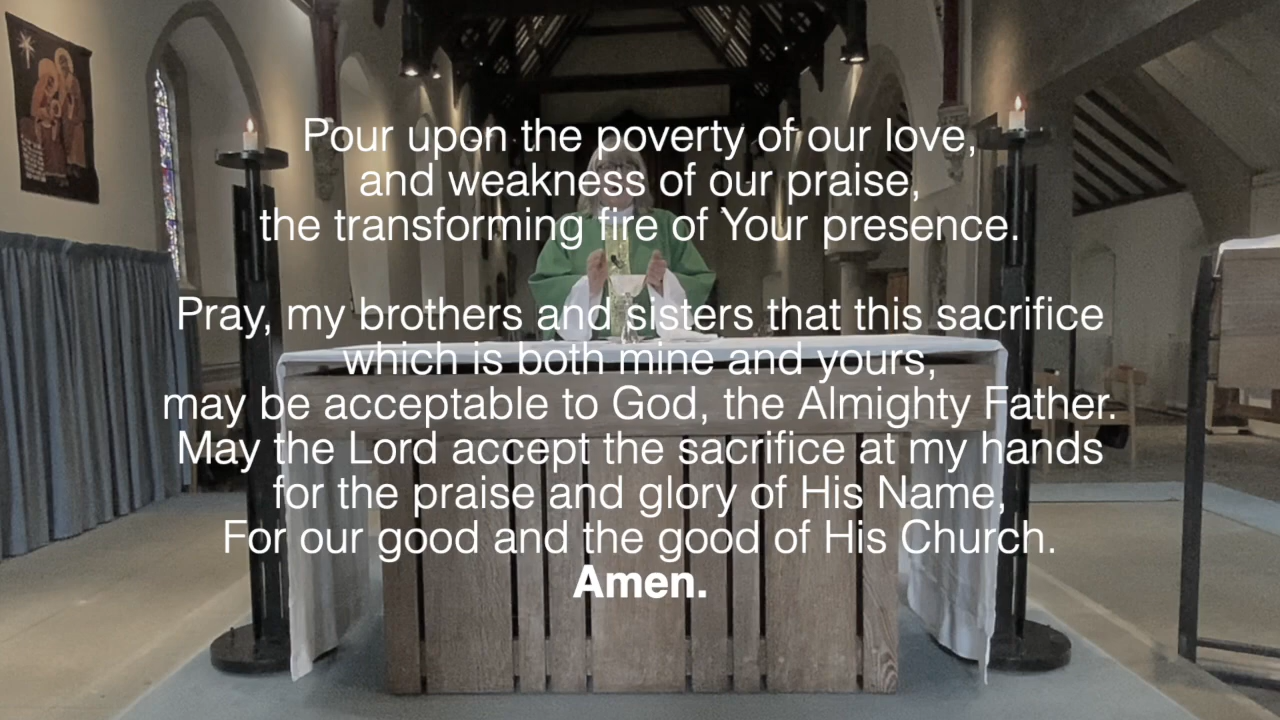 Pour upon the poverty of our love,
and weakness of our praise,
the transforming fire of Your presence.
Pray, my brothers and sisters that this sacrifice
which is both mine and yours,
may be acceptable to God, the Almighty Father.
May the Lord accept the sacrifice at my hands
for the praise and glory of His Name,
For our good and the good of His Church.
Amen.